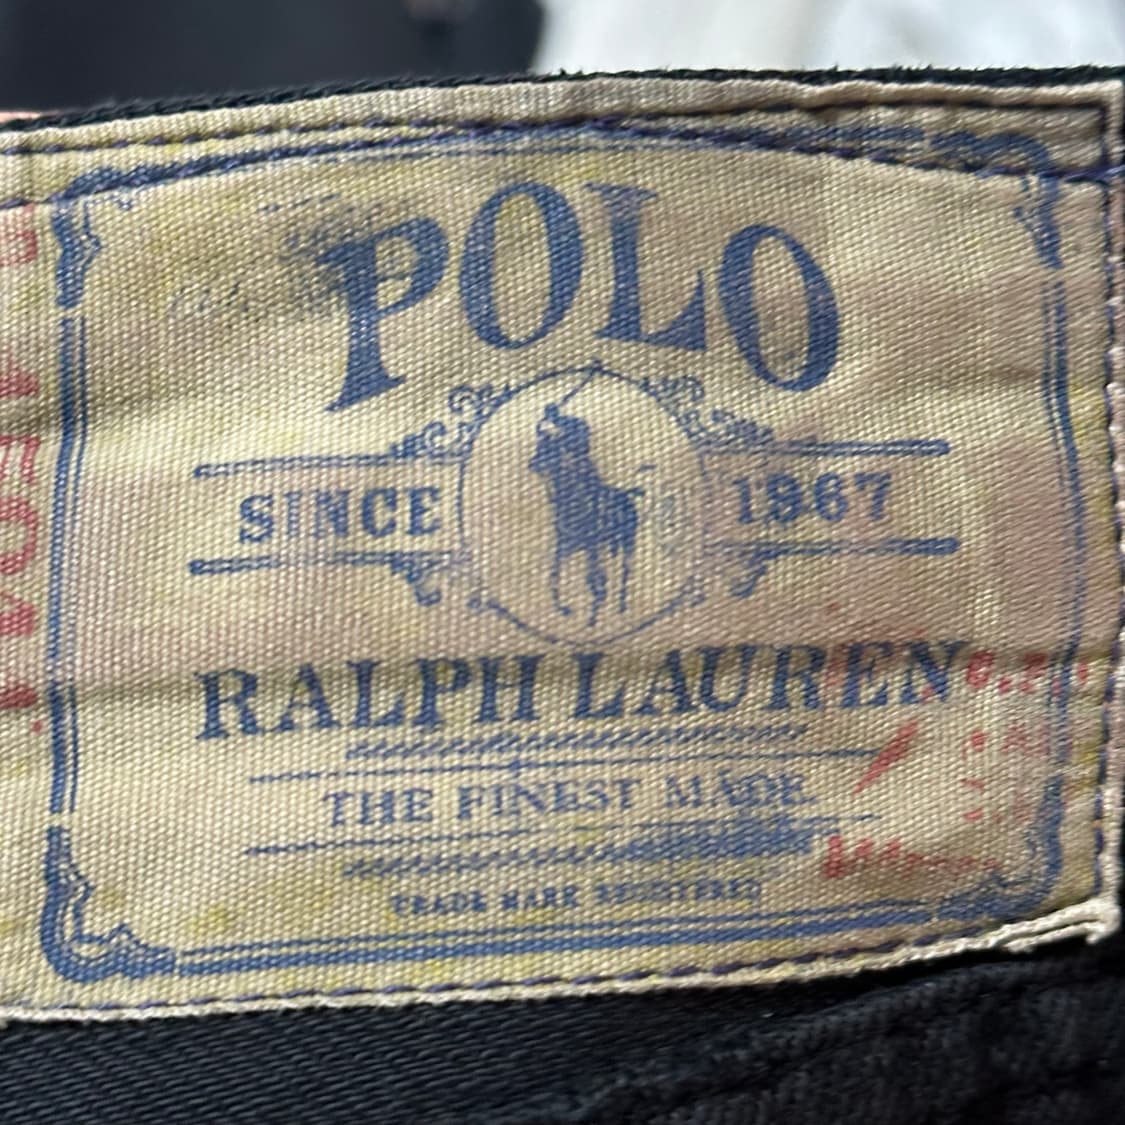 POLO
SINCE 1967
RALPH LAUREN
THE FINEST MADE
TRADE MARK REGISTERED